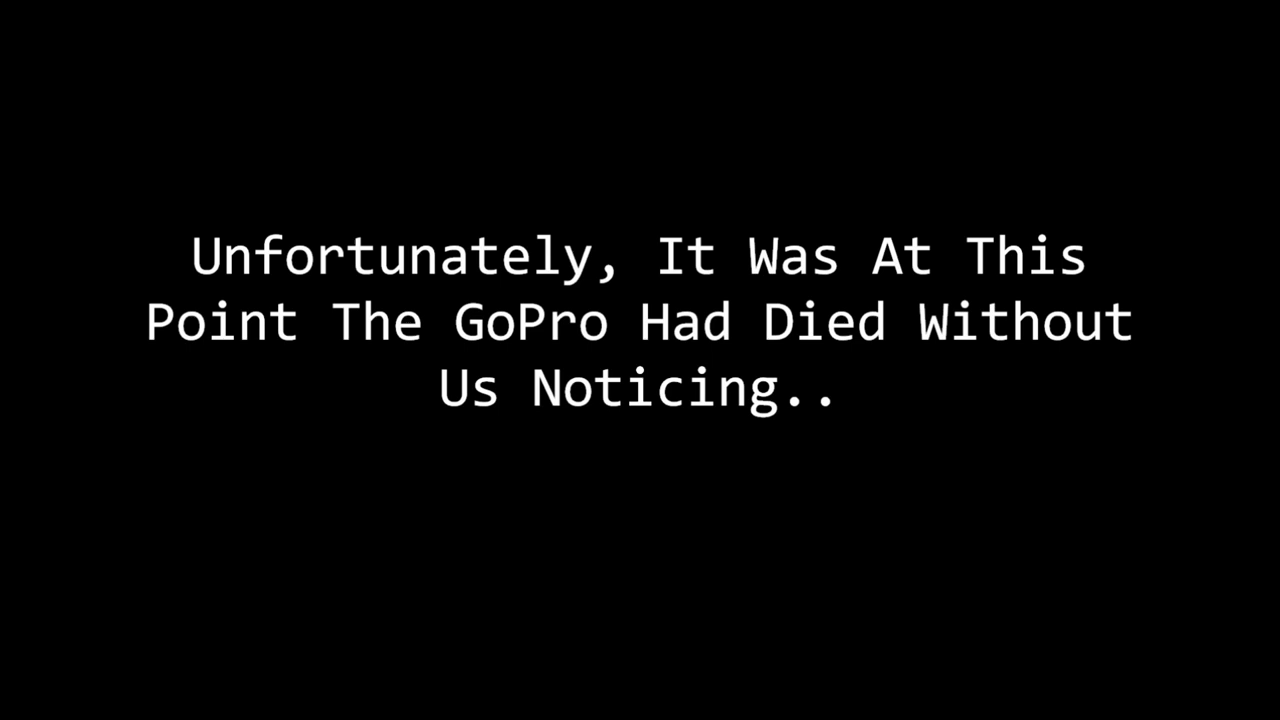 Unfortunately, It Was At This
Point The GoPro Had Died Without
Us Noticing..